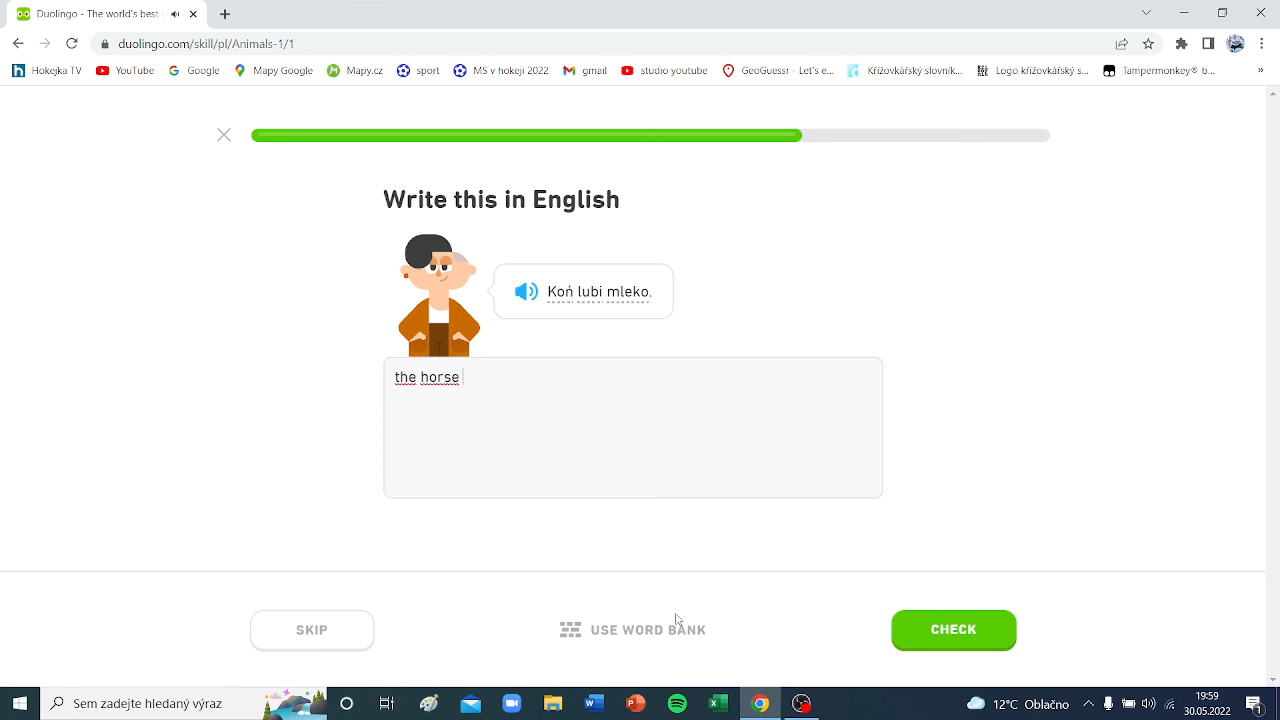 Duolingo - The world's best
duolingo.com/skill/pl/Animals-1/1
Hokejka TV YouTube Google Mapy Google Mapy.cz sport MS v hokeji 2022 gmail studio youtube GeoGuessr - Let's e... Křížovkářský slovník... Logo křížovkářský s... Tampermonkey® b... »
Write this in English
Koń lubi mleko.
the horse
SKIP
USE WORD BANK
CHECK
Sem zadejte hledaný výraz
12°C Oblačno
19:59
30.05.2022